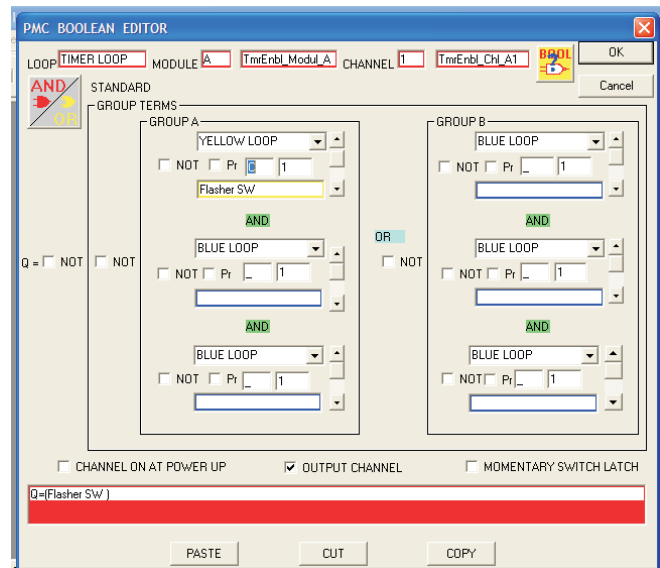 PMC BOOLEAN EDITOR
LOOP TIMER LOOP MODULE A TmrEnbl_Modul_A CHANNEL 1 TmrEnbl_Chl_A1 BOOL ? OK
AND OR STANDARD Cancel
GROUP TERMS
GROUP A GROUP B
YELLOW LOOP BLUE LOOP
NOT Pr C 1 NOT Pr _ 1
Flasher SW
AND AND
OR
BLUE LOOP BLUE LOOP
Q = NOT NOT NOT Pr _ 1 NOT NOT Pr _ 1
AND AND
BLUE LOOP BLUE LOOP
NOT Pr _ 1 NOT Pr _ 1
CHANNEL ON AT POWER UP OUTPUT CHANNEL MOMENTARY SWITCH LATCH
Q=(Flasher SW )
PASTE CUT COPY